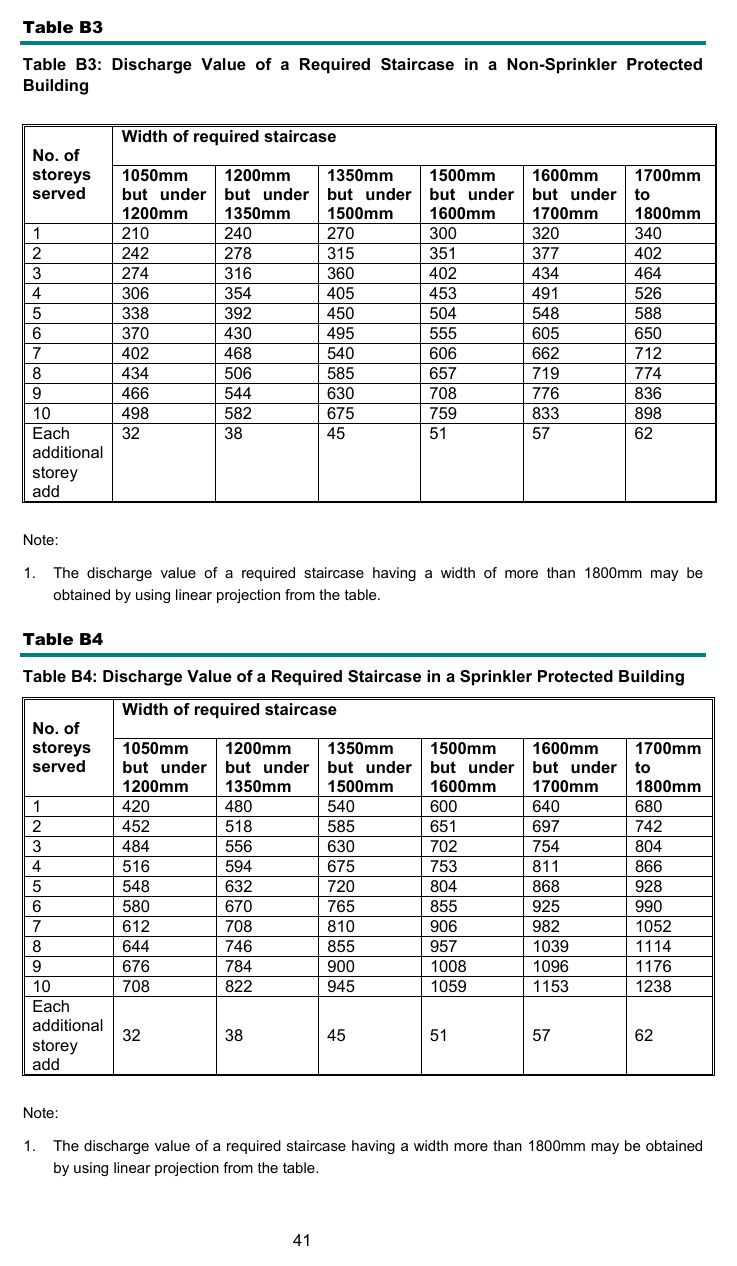 Table B3
Table B3: Discharge Value of a Required Staircase in a Non-Sprinkler Protected
Building
No. of storeys served | Width of required staircase
1050mm but under 1200mm | 1200mm but under 1350mm | 1350mm but under 1500mm | 1500mm but under 1600mm | 1600mm but under 1700mm | 1700mm to 1800mm
1 | 210 | 240 | 270 | 300 | 320 | 340
2 | 242 | 278 | 315 | 351 | 377 | 402
3 | 274 | 316 | 360 | 402 | 434 | 464
4 | 306 | 354 | 405 | 453 | 491 | 526
5 | 338 | 392 | 450 | 504 | 548 | 588
6 | 370 | 430 | 495 | 555 | 605 | 650
7 | 402 | 468 | 540 | 606 | 662 | 712
8 | 434 | 506 | 585 | 657 | 719 | 774
9 | 466 | 544 | 630 | 708 | 776 | 836
10 | 498 | 582 | 675 | 759 | 833 | 898
Each additional storey add | 32 | 38 | 45 | 51 | 57 | 62
Note:
1. The discharge value of a required staircase having a width of more than 1800mm may be
obtained by using linear projection from the table.
Table B4
Table B4: Discharge Value of a Required Staircase in a Sprinkler Protected Building
No. of storeys served | Width of required staircase
1050mm but under 1200mm | 1200mm but under 1350mm | 1350mm but under 1500mm | 1500mm but under 1600mm | 1600mm but under 1700mm | 1700mm to 1800mm
1 | 420 | 480 | 540 | 600 | 640 | 680
2 | 452 | 518 | 585 | 651 | 697 | 742
3 | 484 | 556 | 630 | 702 | 754 | 804
4 | 516 | 594 | 675 | 753 | 811 | 866
5 | 548 | 632 | 720 | 804 | 868 | 928
6 | 580 | 670 | 765 | 855 | 925 | 990
7 | 612 | 708 | 810 | 906 | 982 | 1052
8 | 644 | 746 | 855 | 957 | 1039 | 1114
9 | 676 | 784 | 900 | 1008 | 1096 | 1176
10 | 708 | 822 | 945 | 1059 | 1153 | 1238
Each additional storey add | 32 | 38 | 45 | 51 | 57 | 62
Note:
1. The discharge value of a required staircase having a width more than 1800mm may be obtained
by using linear projection from the table.
41